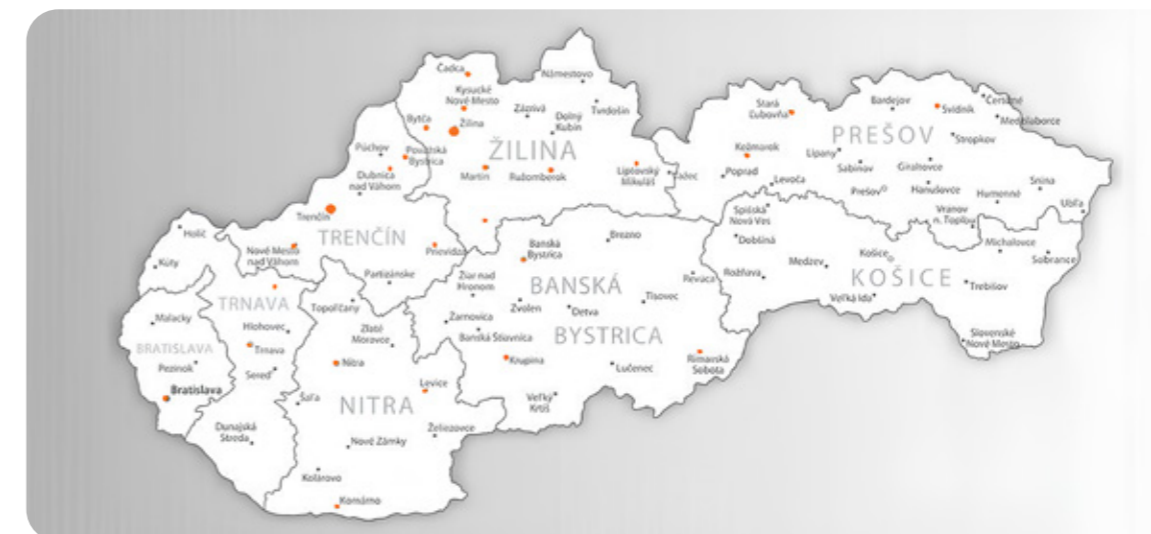 Čadca
Námestovo
Kysucké
Nové Mesto
Zázrivá
Tvrdošín
Stará
Ľubovňa
Bardejov
Svidník
Čertižné
Medzilaborce
Bytča
Žilina
Dolný
Kubín
PREŠOV
Stropkov
Púchov
Považská
Bystrica
ŽILINA
Kežmarok
Lipany
Sabinov
Giraltovce
Dubnica
nad Váhom
Martin
Ružomberok
Liptovský
Mikuláš
Poprad
Levoča
Prešov
Hanušovce
Humenné
Snina
Trenčín
Spišská
Nová Ves
Vranov
n. Topľou
Ubľa
Holíč
TRENČÍN
Nové Mesto
nad Váhom
Prievidza
Banská
Bystrica
Brezno
Dobšiná
Košice
Michalovce
Sobrance
Kúty
Partizánske
Žiar nad
Hronom
BANSKÁ
Revúca
Rožňava
Medzev
KOŠICE
Trebišov
TRNAVA
Topoľčany
Zvolen
Detva
Tisovec
Veľká Ida
Malacky
Hlohovec
Zlaté
Moravce
Žarnovica
Banská Štiavnica
BYSTRICA
Slovenské
Nové Mesto
BRATISLAVA
Trnava
Pezinok
Nitra
Krupina
Rimavská
Sobota
Sereď
Lučenec
Bratislava
Šaľa
Levice
NITRA
Veľký
Krtíš
Dunajská
Streda
Nové Zámky
Želiezovce
Kolárovo
Komárno